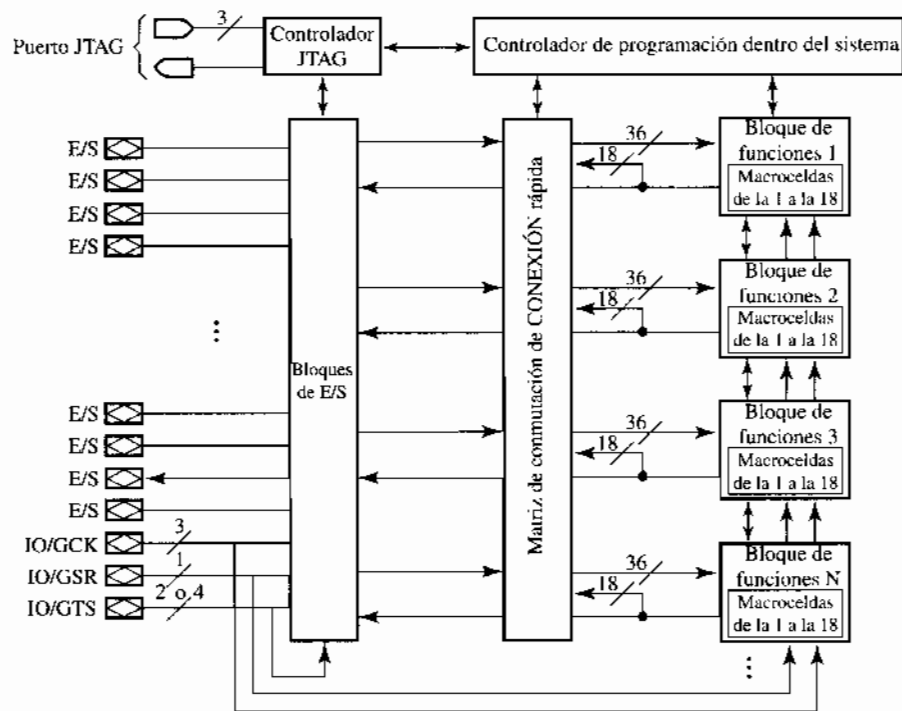 Puerto JTAG
3
Controlador
JTAG
Controlador de programación dentro del sistema
E/S
E/S
E/S
E/S
...
E/S
E/S
E/S
E/S
IO/GCK
3
IO/GSR
1
IO/GTS
2 o 4
Bloques
de E/S
Matriz de conmutación de CONEXIÓN rápida
36
18
Bloque de
funciones 1
Macroceldas
de la 1 a la 18
36
18
Bloque de
funciones 2
Macroceldas
de la 1 a la 18
36
18
Bloque de
funciones 3
Macroceldas
de la 1 a la 18
36
18
Bloque de
funciones N
Macroceldas
de la 1 a la 18
...